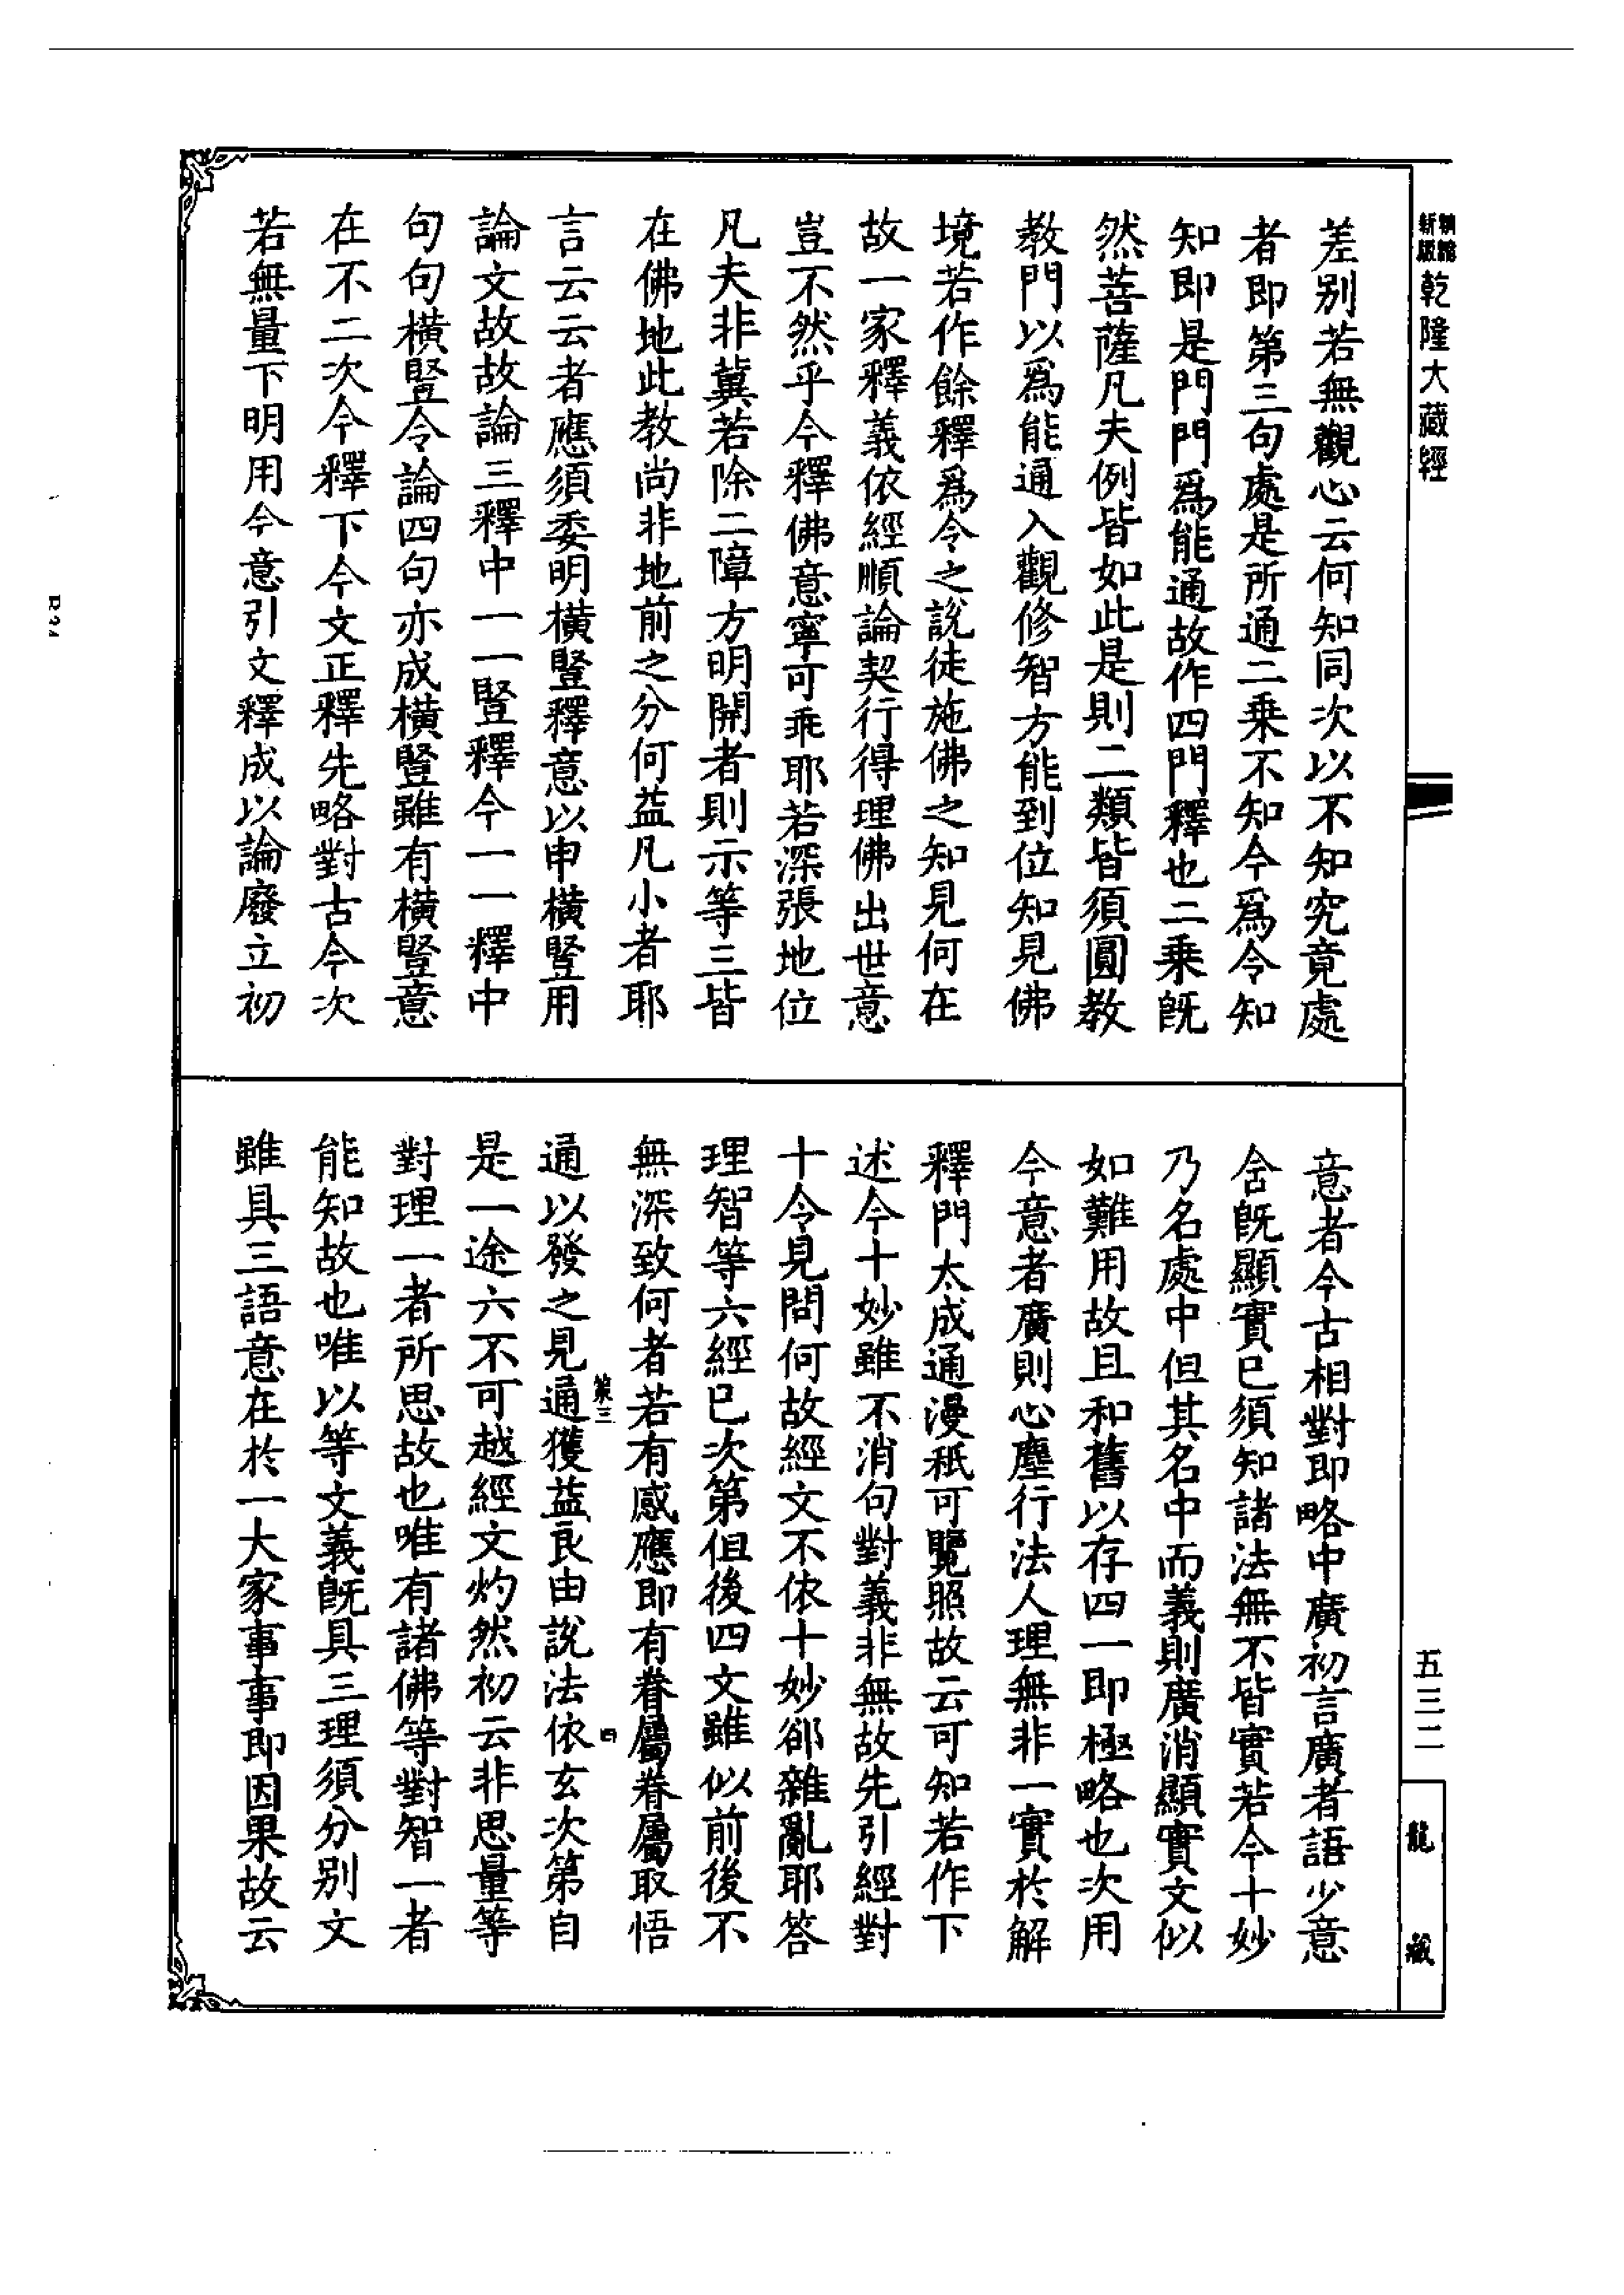 新版
乾隆大藏經
差別若無觀心云何知同次以不知究竟處
者即第三句處是所通二乘不知今爲令知
知即是門門爲能通故作四門釋也二乘旣
然菩薩凡夫例皆如此是則二類皆須圓教
教門以爲能通入觀修智方能到位知見佛
境若作餘釋爲今之說徒施佛之知見何在
故一家釋義依經順論契行得理佛出世意
豈不然乎今釋佛意寧可乖耶若深張地位
凡夫非冀若除二障方明開者則示等三皆
在佛地此教尚非地前之分何益凡小者耶
言云云者應須委明橫豎釋意以申橫豎用
論文故故論三釋中一一豎釋今一一釋中
句句橫豎令論四句亦成橫豎雖有橫豎意
在不二次今釋下今文正釋先略對古今次
若無量下明用今意引文釋成以論廢立初
意者今古相對即略中廣初言廣者語少意
含旣顯實已須知諸法無不皆實若今十妙
乃名處中但其名中而義則廣消顯實文似
如難用故且和舊以存四一即極略也次用
今意者廣則心塵行法人理無非一實於解
釋門太成通漫秖可覽照故云可知若作下
述今十妙雖不消句對義非無故先引經對
十令見問何故經文不依十妙卻雜亂耶答
理智等六經已次第但後四文雖似前後不
無深致何者若有感應即有眷屬眷屬取悟
通以發之見通獲益良由說法依玄次第自
是一途六不可越經文灼然初云非思量等
對理一者所思故也唯有諸佛等對智一者
能知故也唯以等文義旣具三理須分別文
雖具三語意在於一大家事事即因果故云
策三
四
五三二
龍藏